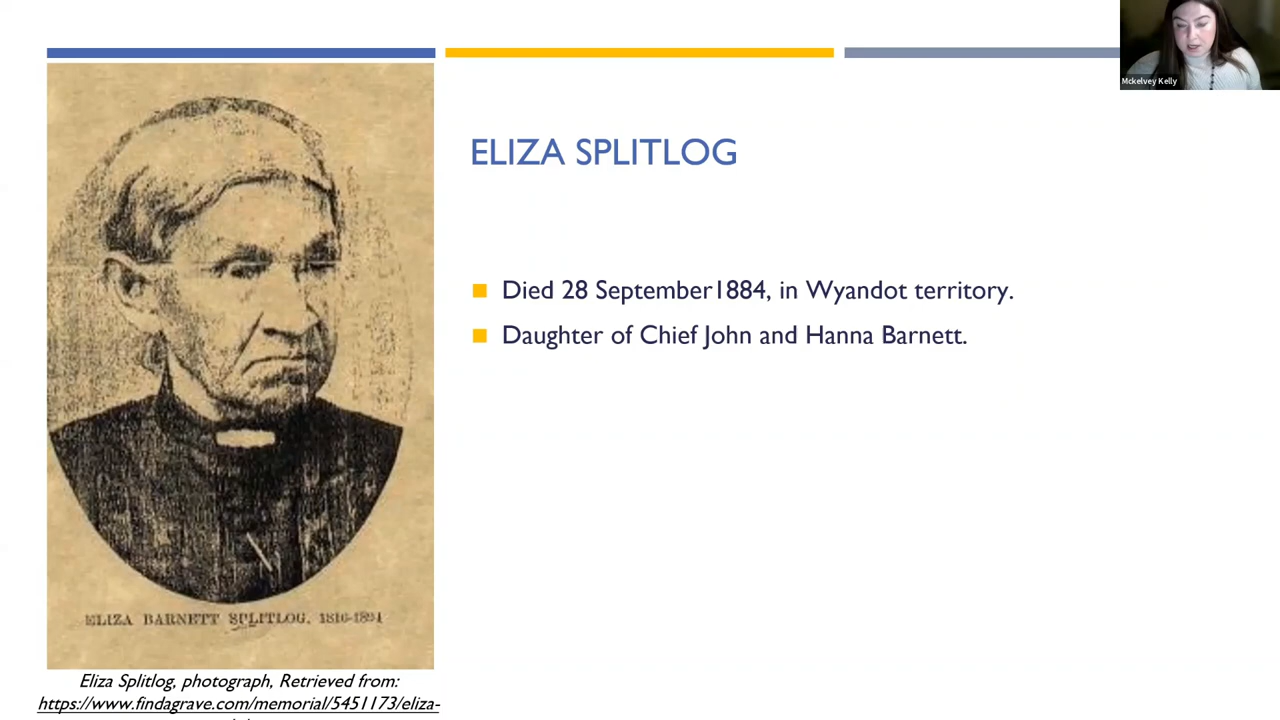 Mckelvey Kelly
ELIZA SPLITLOG
Died 28 September1884, in Wyandot territory.
Daughter of Chief John and Hanna Barnett.
ELIZA BARNETT SPLITLOG, 1816-1894
Eliza Splitlog, photograph, Retrieved from:
https://www.findagrave.com/memorial/5451173/eliza-